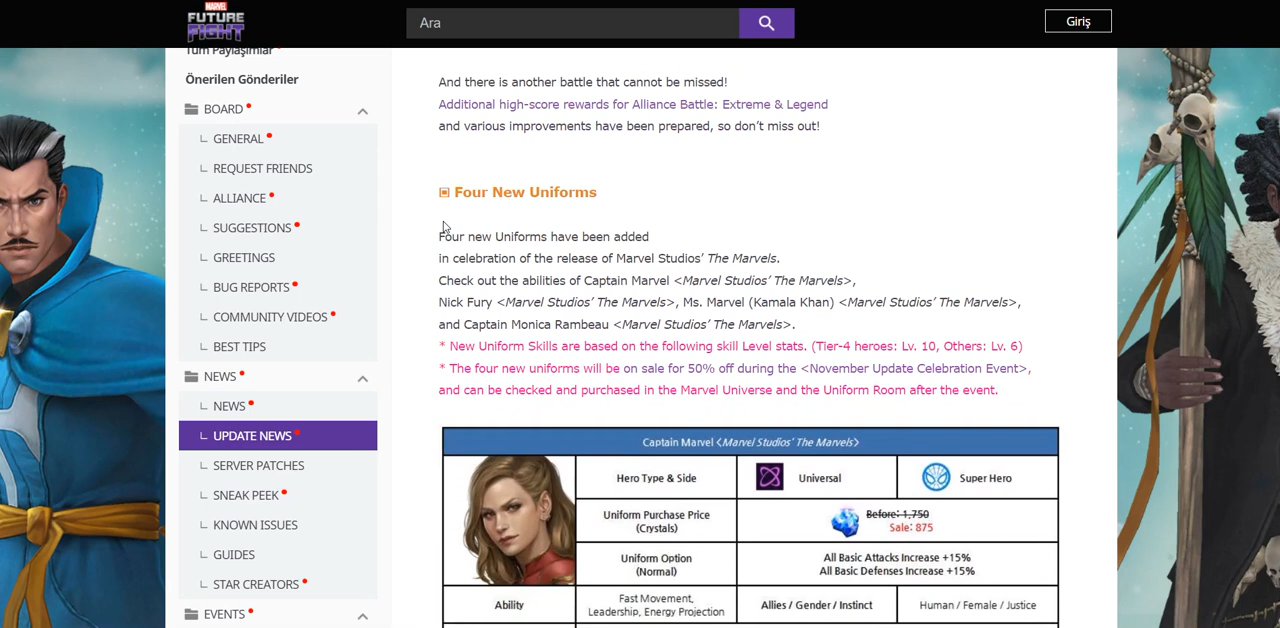 MARVEL
FUTURE
FIGHT
Ara
Giriş
Tüm Paylaşımlar
Önerilen Gönderiler
BOARD
GENERAL
REQUEST FRIENDS
ALLIANCE
SUGGESTIONS
GREETINGS
BUG REPORTS
COMMUNITY VIDEOS
BEST TIPS
NEWS
NEWS
UPDATE NEWS
SERVER PATCHES
SNEAK PEEK
KNOWN ISSUES
GUIDES
STAR CREATORS
EVENTS
And there is another battle that cannot be missed!
Additional high-score rewards for Alliance Battle: Extreme & Legend
and various improvements have been prepared, so don’t miss out!
Four New Uniforms
Four new Uniforms have been added
in celebration of the release of Marvel Studios’ The Marvels.
Check out the abilities of Captain Marvel <Marvel Studios’ The Marvels>,
Nick Fury <Marvel Studios’ The Marvels>, Ms. Marvel (Kamala Khan) <Marvel Studios’ The Marvels>,
and Captain Monica Rambeau <Marvel Studios’ The Marvels>.
* New Uniform Skills are based on the following skill Level stats. (Tier-4 heroes: Lv. 10, Others: Lv. 6)
* The four new uniforms will be on sale for 50% off during the <November Update Celebration Event>,
and can be checked and purchased in the Marvel Universe and the Uniform Room after the event.
Captain Marvel <Marvel Studios’ The Marvels>
Hero Type & Side Universal Super Hero
Uniform Purchase Price
(Crystals)
Before: 1,750
Sale: 875
Uniform Option
(Normal)
All Basic Attacks Increase +15%
All Basic Defenses Increase +15%
Ability
Fast Movement,
Leadership, Energy Projection
Allies / Gender / Instinct
Human / Female / Justice